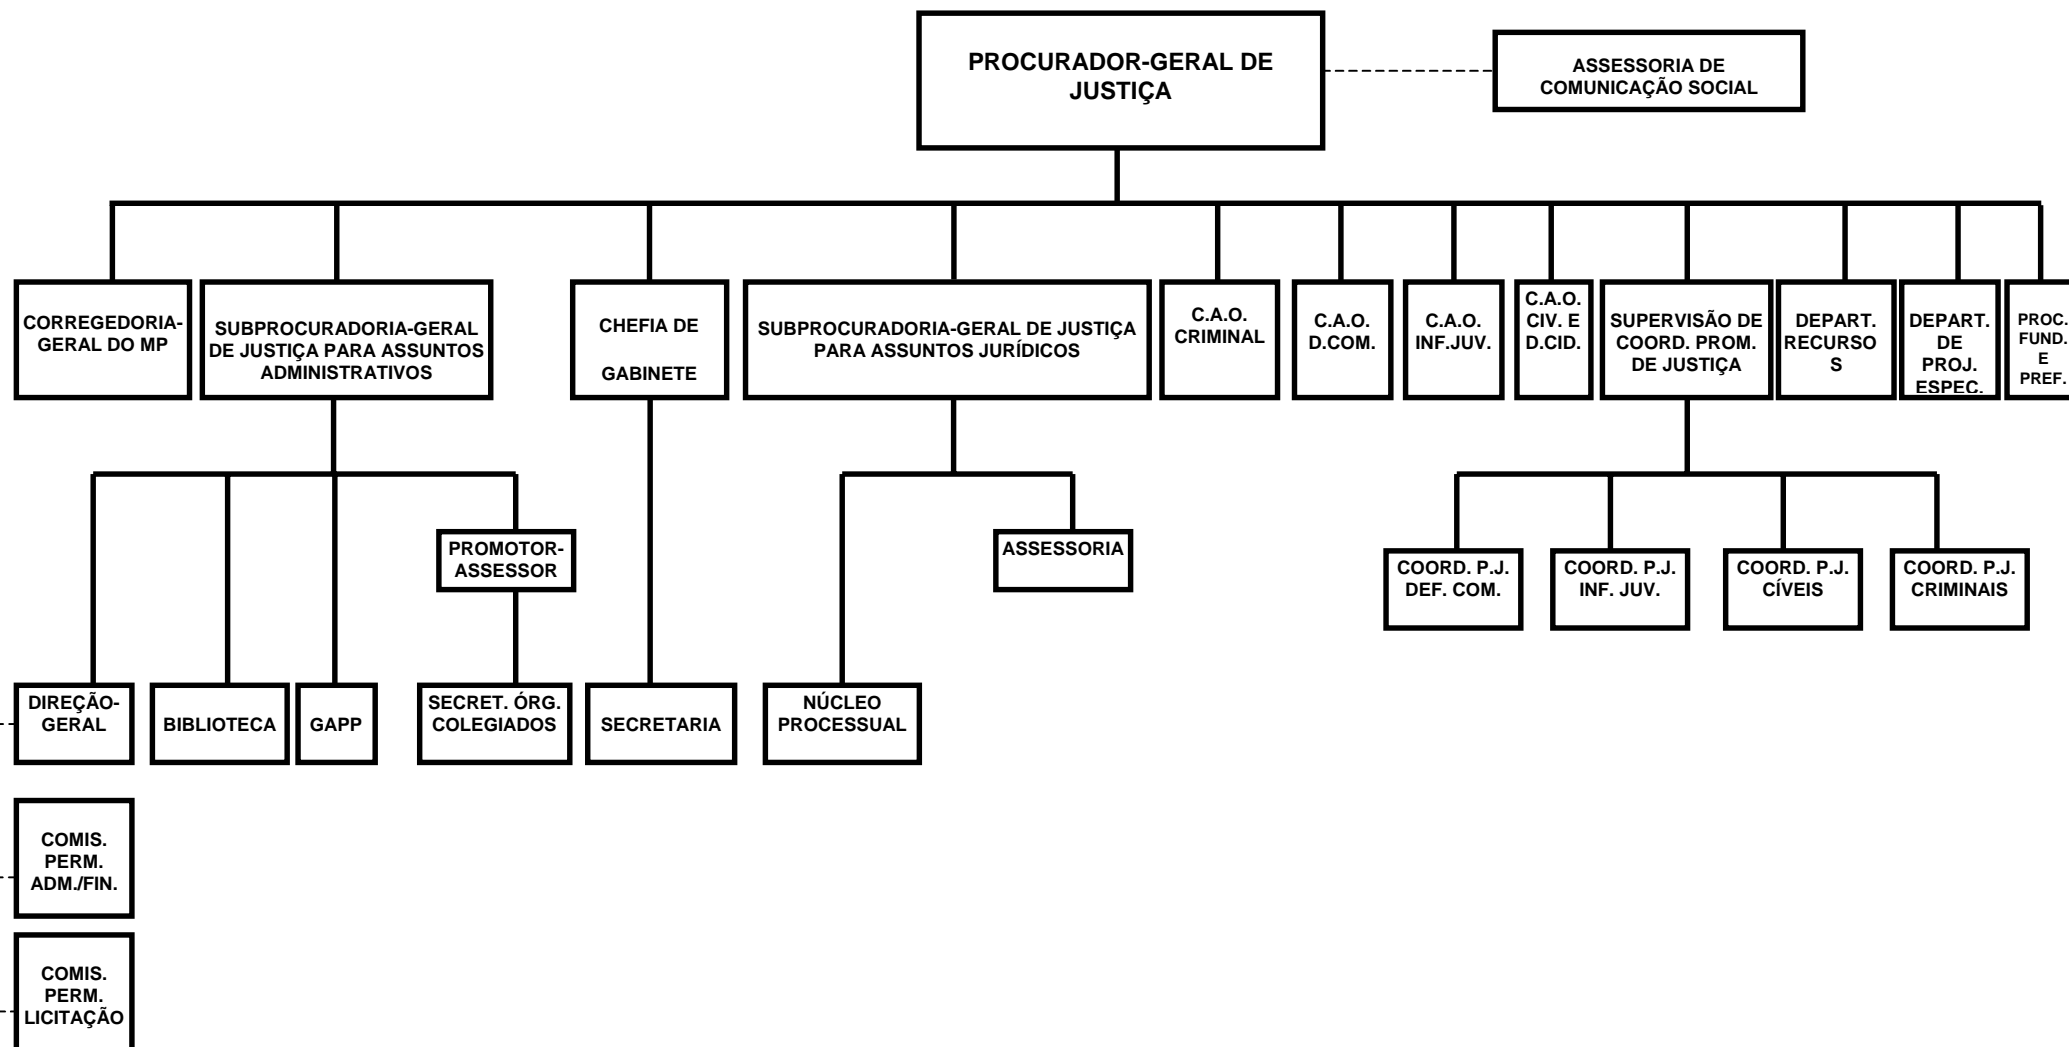 PROCURADOR-GERAL DE
JUSTIÇA
ASSESSORIA DE
COMUNICAÇÃO SOCIAL
CORREGEDORIA-
GERAL DO MP
SUBPROCURADORIA-GERAL
DE JUSTIÇA PARA ASSUNTOS
ADMINISTRATIVOS
CHEFIA DE
GABINETE
SUBPROCURADORIA-GERAL DE JUSTIÇA
PARA ASSUNTOS JURÍDICOS
C.A.O.
CRIMINAL
C.A.O.
D.COM.
C.A.O.
INF.JUV.
C.A.O.
CIV. E
D.CID.
SUPERVISÃO DE
COORD. PROM.
DE JUSTIÇA
DEPART.
RECURSO
S
DEPART.
DE
PROJ.
ESPEC.
PROC.
FUND.
E
PREF.
PROMOTOR-
ASSESSOR
ASSESSORIA
COORD. P.J.
DEF. COM.
COORD. P.J.
INF. JUV.
COORD. P.J.
CÍVEIS
COORD. P.J.
CRIMINAIS
DIREÇÃO-
GERAL
BIBLIOTECA
GAPP
SECRET. ÓRG.
COLEGIADOS
SECRETARIA
NÚCLEO
PROCESSUAL
COMIS.
PERM.
ADM./FIN.
COMIS.
PERM.
LICITAÇÃO